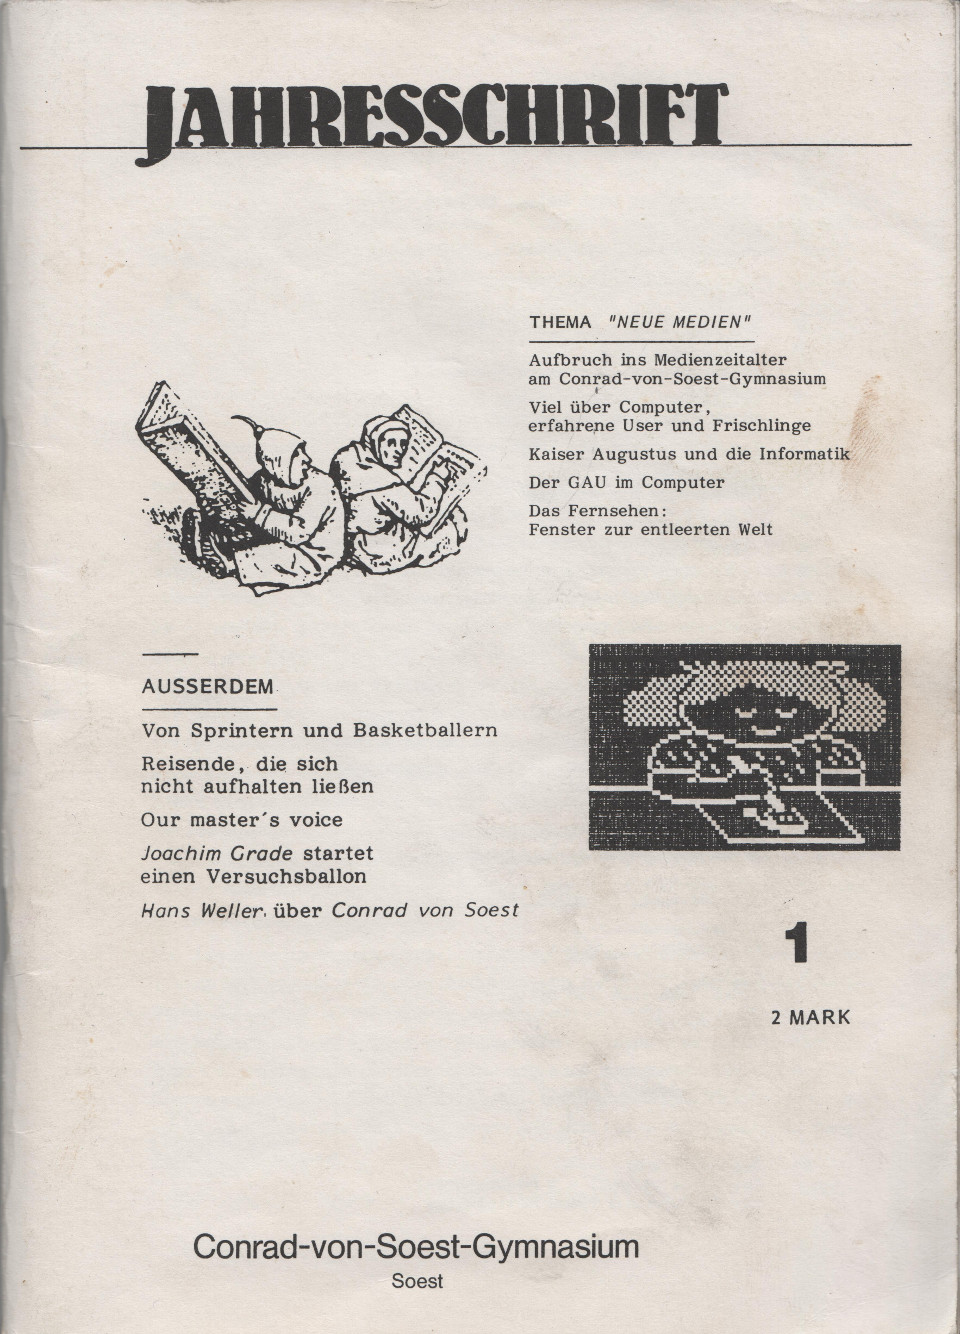 JAHRESSCHRIFT
THEMA "NEUE MEDIEN"
Aufbruch ins Medienzeitalter
am Conrad-von-Soest-Gymnasium
Viel über Computer,
erfahrene User und Frischlinge
Kaiser Augustus und die Informatik
Der GAU im Computer
Das Fernsehen:
Fenster zur entleerten Welt
AUSSERDEM
Von Sprintern und Basketballern
Reisende, die sich
nicht aufhalten ließen
Our master´s voice
Joachim Grade startet
einen Versuchsballon
Hans Weller über Conrad von Soest
1
2 MARK
Conrad-von-Soest-Gymnasium
Soest